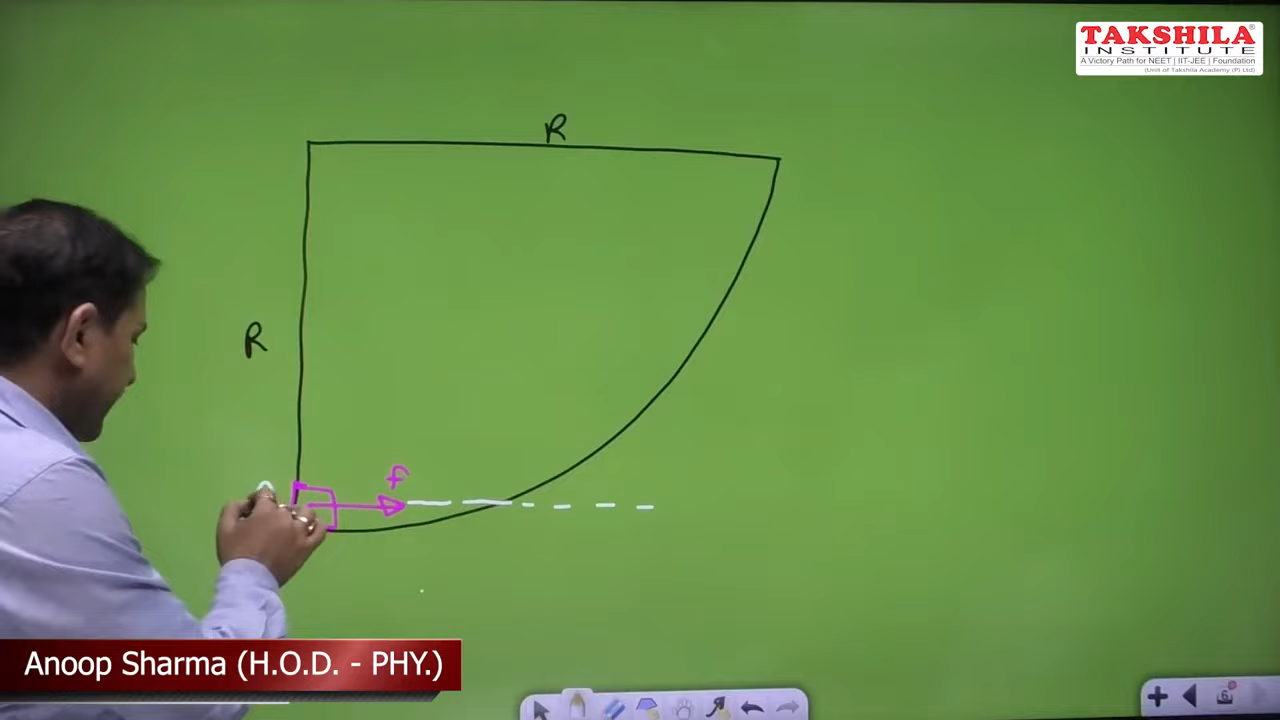 TAKSHILA
INSTITUTE
A Victory Path for NEET | IIT-JEE | Foundation
(Unit of Takshila Academy (P) Ltd)
R
R
f
Anoop Sharma (H.O.D. - PHY.)